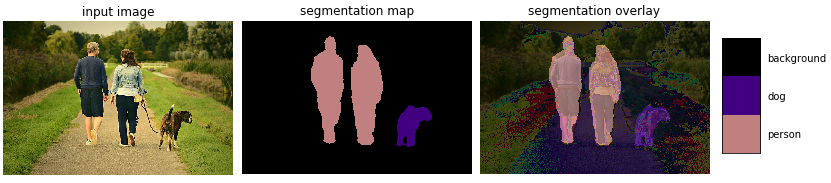 input image
segmentation map
segmentation overlay
background
dog
person